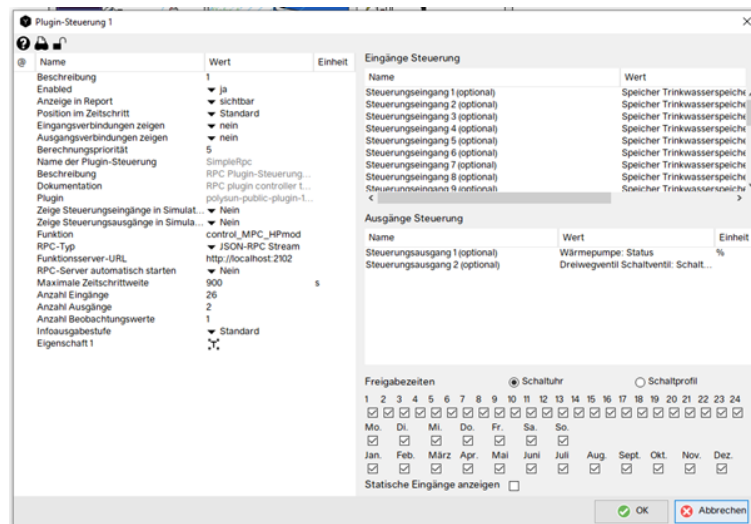 Plugin-Steuerung 1
@ Name Wert Einheit
Beschreibung 1
Enabled ja
Anzeige in Report sichtbar
Position im Zeitschritt Standard
Eingangsverbindungen zeigen nein
Ausgangsverbindungen zeigen nein
Berechnungspriorität 5
Name der Plugin-Steuerung SimpleRpc
Beschreibung RPC Plugin-Steuerung...
Dokumentation RPC plugin controller t...
Plugin polysun-public-plugin-1...
Zeige Steuerungseingänge in Simulat... Nein
Zeige Steuerungsausgänge in Simula... Nein
Funktion control_MPC_HPmod
RPC-Typ JSON-RPC Stream
Funktionsserver-URL http://localhost:2102
RPC-Server automatisch starten Nein
Maximale Zeitschrittweite 900 s
Anzahl Eingänge 26
Anzahl Ausgänge 2
Anzahl Beobachtungswerte 1
Infoausgabestufe Standard
Eigenschaft 1
Eingänge Steuerung
Name Wert
Steuerungseingang 1 (optional) Speicher Trinkwasserspeiche
Steuerungseingang 2 (optional) Speicher Trinkwasserspeiche
Steuerungseingang 3 (optional) Speicher Trinkwasserspeiche
Steuerungseingang 4 (optional) Speicher Trinkwasserspeiche
Steuerungseingang 5 (optional) Speicher Trinkwasserspeiche
Steuerungseingang 6 (optional) Speicher Trinkwasserspeiche
Steuerungseingang 7 (optional) Speicher Trinkwasserspeiche
Steuerungseingang 8 (optional) Speicher Trinkwasserspeiche
Steuerungseingang 9 (optional) Speicher Trinkwasserspeiche
Ausgänge Steuerung
Name Wert Einheit
Steuerungsausgang 1 (optional) Wärmepumpe: Status %
Steuerungsausgang 2 (optional) Dreiwegventil Schaltventil: Schalt...
Freigabezeiten Schaltuhr Schaltprofil
1 2 3 4 5 6 7 8 9 10 11 12 13 14 15 16 17 18 19 20 21 22 23 24
Mo. Di. Mi. Do. Fr. Sa. So.
Jan. Feb. März Apr. Mai Juni Juli Aug. Sept. Okt. Nov. Dez.
Statische Eingänge anzeigen
OK Abbrechen